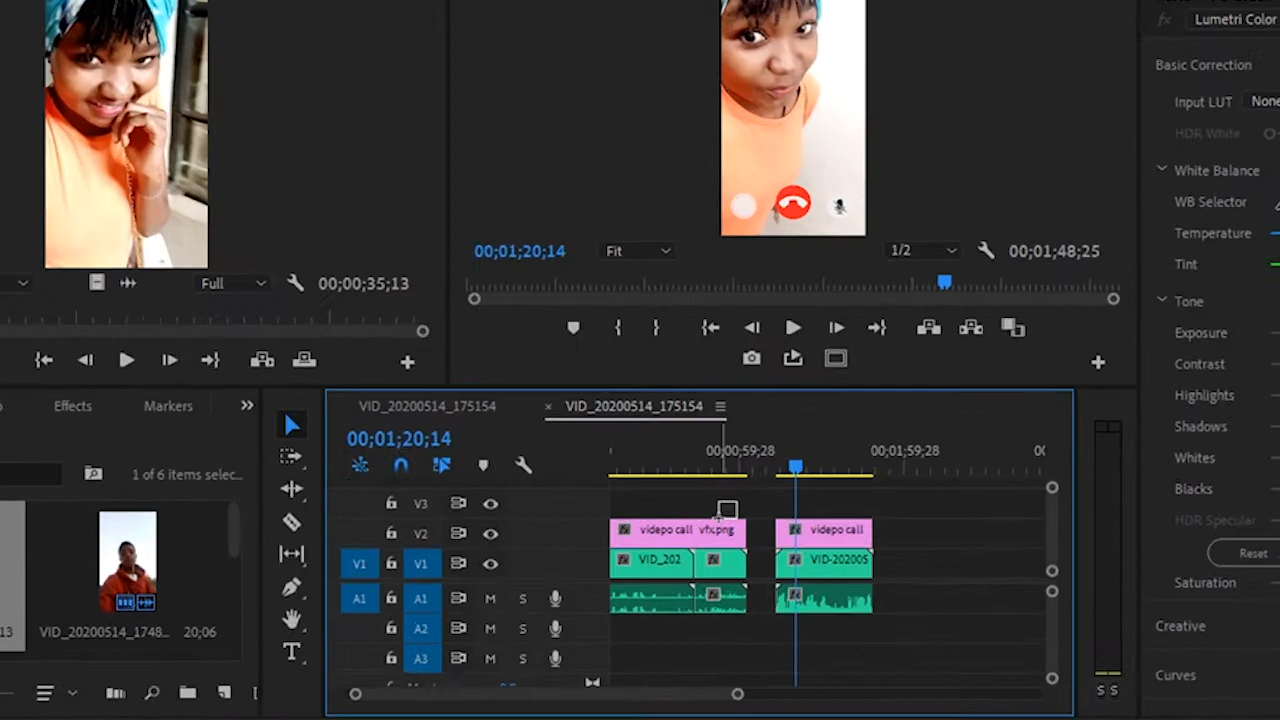 Lumetri Color
Basic Correction
Input LUT None
HDR White
White Balance
WB Selector
Temperature
Tint
Tone
Exposure
Contrast
Highlights
Shadows
Whites
Blacks
HDR Specular
Reset
Saturation
Creative
Curves
Full 00;00;35;13
00;01;20;14 Fit 1/2 00;01;48;25
Effects Markers
1 of 6 items selec...
13 VID_20200514_1748... 20;06
VID_20200514_175154 × VID_20200514_175154
00;01;20;14
00;00;59;28 00;01;59;28 00
V3
V2
V1 V1
A1 A1 M S
A2 M S
A3 M S
videpo call vfx.png videpo call
VID_202 VID-20200S
S S
T